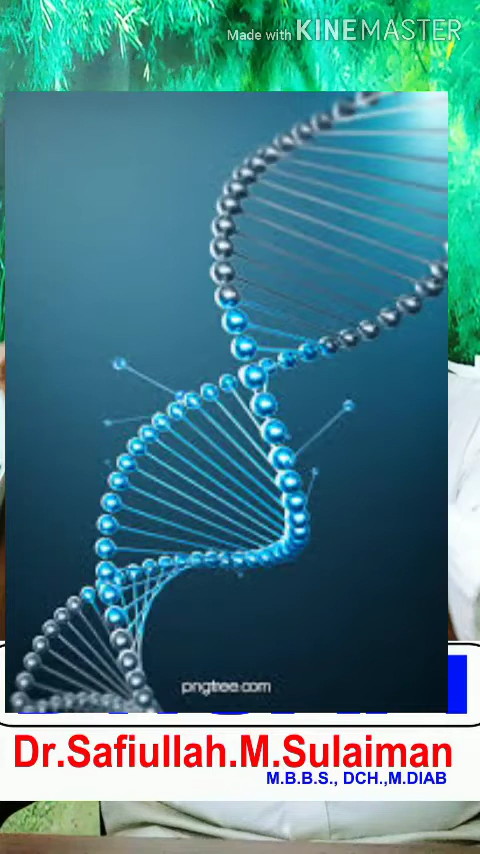 Made with KINEMASTER
pngtree.com
Dr.Safiullah.M.Sulaiman
M.B.B.S., DCH.,M.DIAB